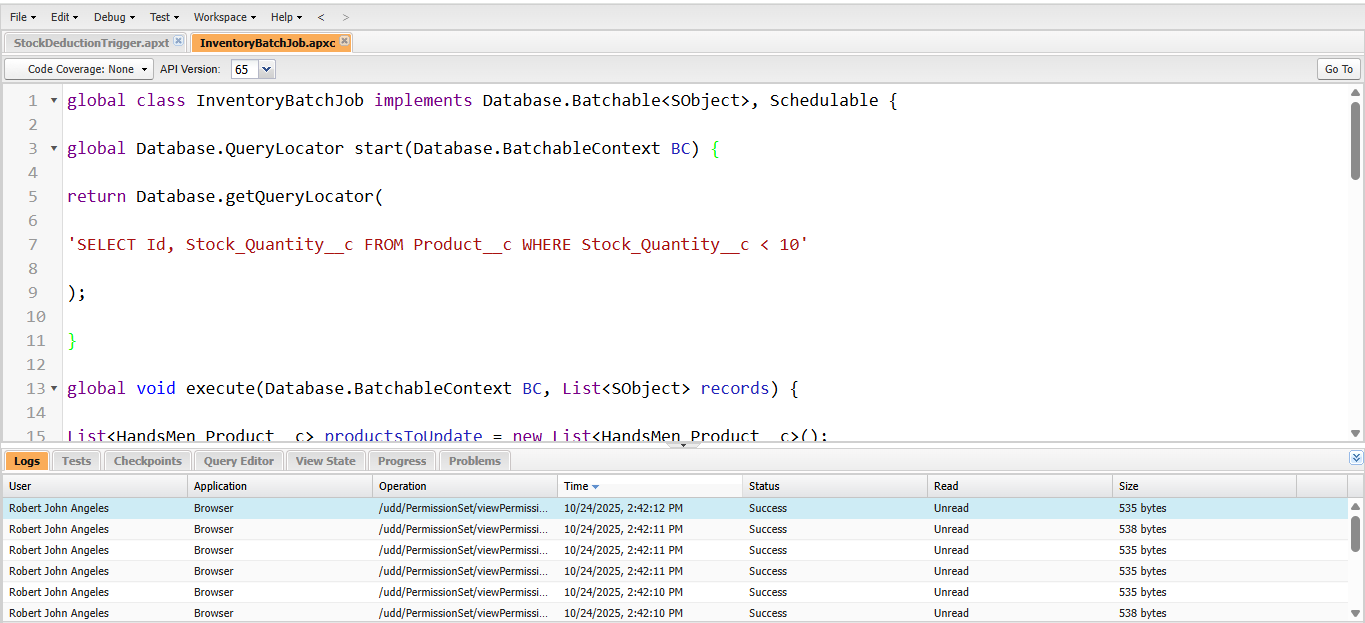 File Edit Debug Test Workspace Help < >
StockDeductionTrigger.apxt InventoryBatchJob.apxc
Code Coverage: None API Version: 65 Go To
1 global class InventoryBatchJob implements Database.Batchable<SObject>, Schedulable {
2
3 global Database.QueryLocator start(Database.BatchableContext BC) {
4
5 return Database.getQueryLocator(
6
7 'SELECT Id, Stock_Quantity__c FROM Product__c WHERE Stock_Quantity__c < 10'
8
9 );
10
11 }
12
13 global void execute(Database.BatchableContext BC, List<SObject> records) {
14
15 List<HandsMen_Product__c> productsToUpdate = new List<HandsMen_Product__c>();
Logs Tests Checkpoints Query Editor View State Progress Problems
User Application Operation Time Status Read Size
Robert John Angeles Browser /udd/PermissionSet/viewPermissi... 10/24/2025, 2:42:12 PM Success Unread 535 bytes
Robert John Angeles Browser /udd/PermissionSet/viewPermissi... 10/24/2025, 2:42:11 PM Success Unread 538 bytes
Robert John Angeles Browser /udd/PermissionSet/viewPermissi... 10/24/2025, 2:42:11 PM Success Unread 535 bytes
Robert John Angeles Browser /udd/PermissionSet/viewPermissi... 10/24/2025, 2:42:11 PM Success Unread 535 bytes
Robert John Angeles Browser /udd/PermissionSet/viewPermissi... 10/24/2025, 2:42:10 PM Success Unread 535 bytes
Robert John Angeles Browser /udd/PermissionSet/viewPermissi... 10/24/2025, 2:42:10 PM Success Unread 538 bytes